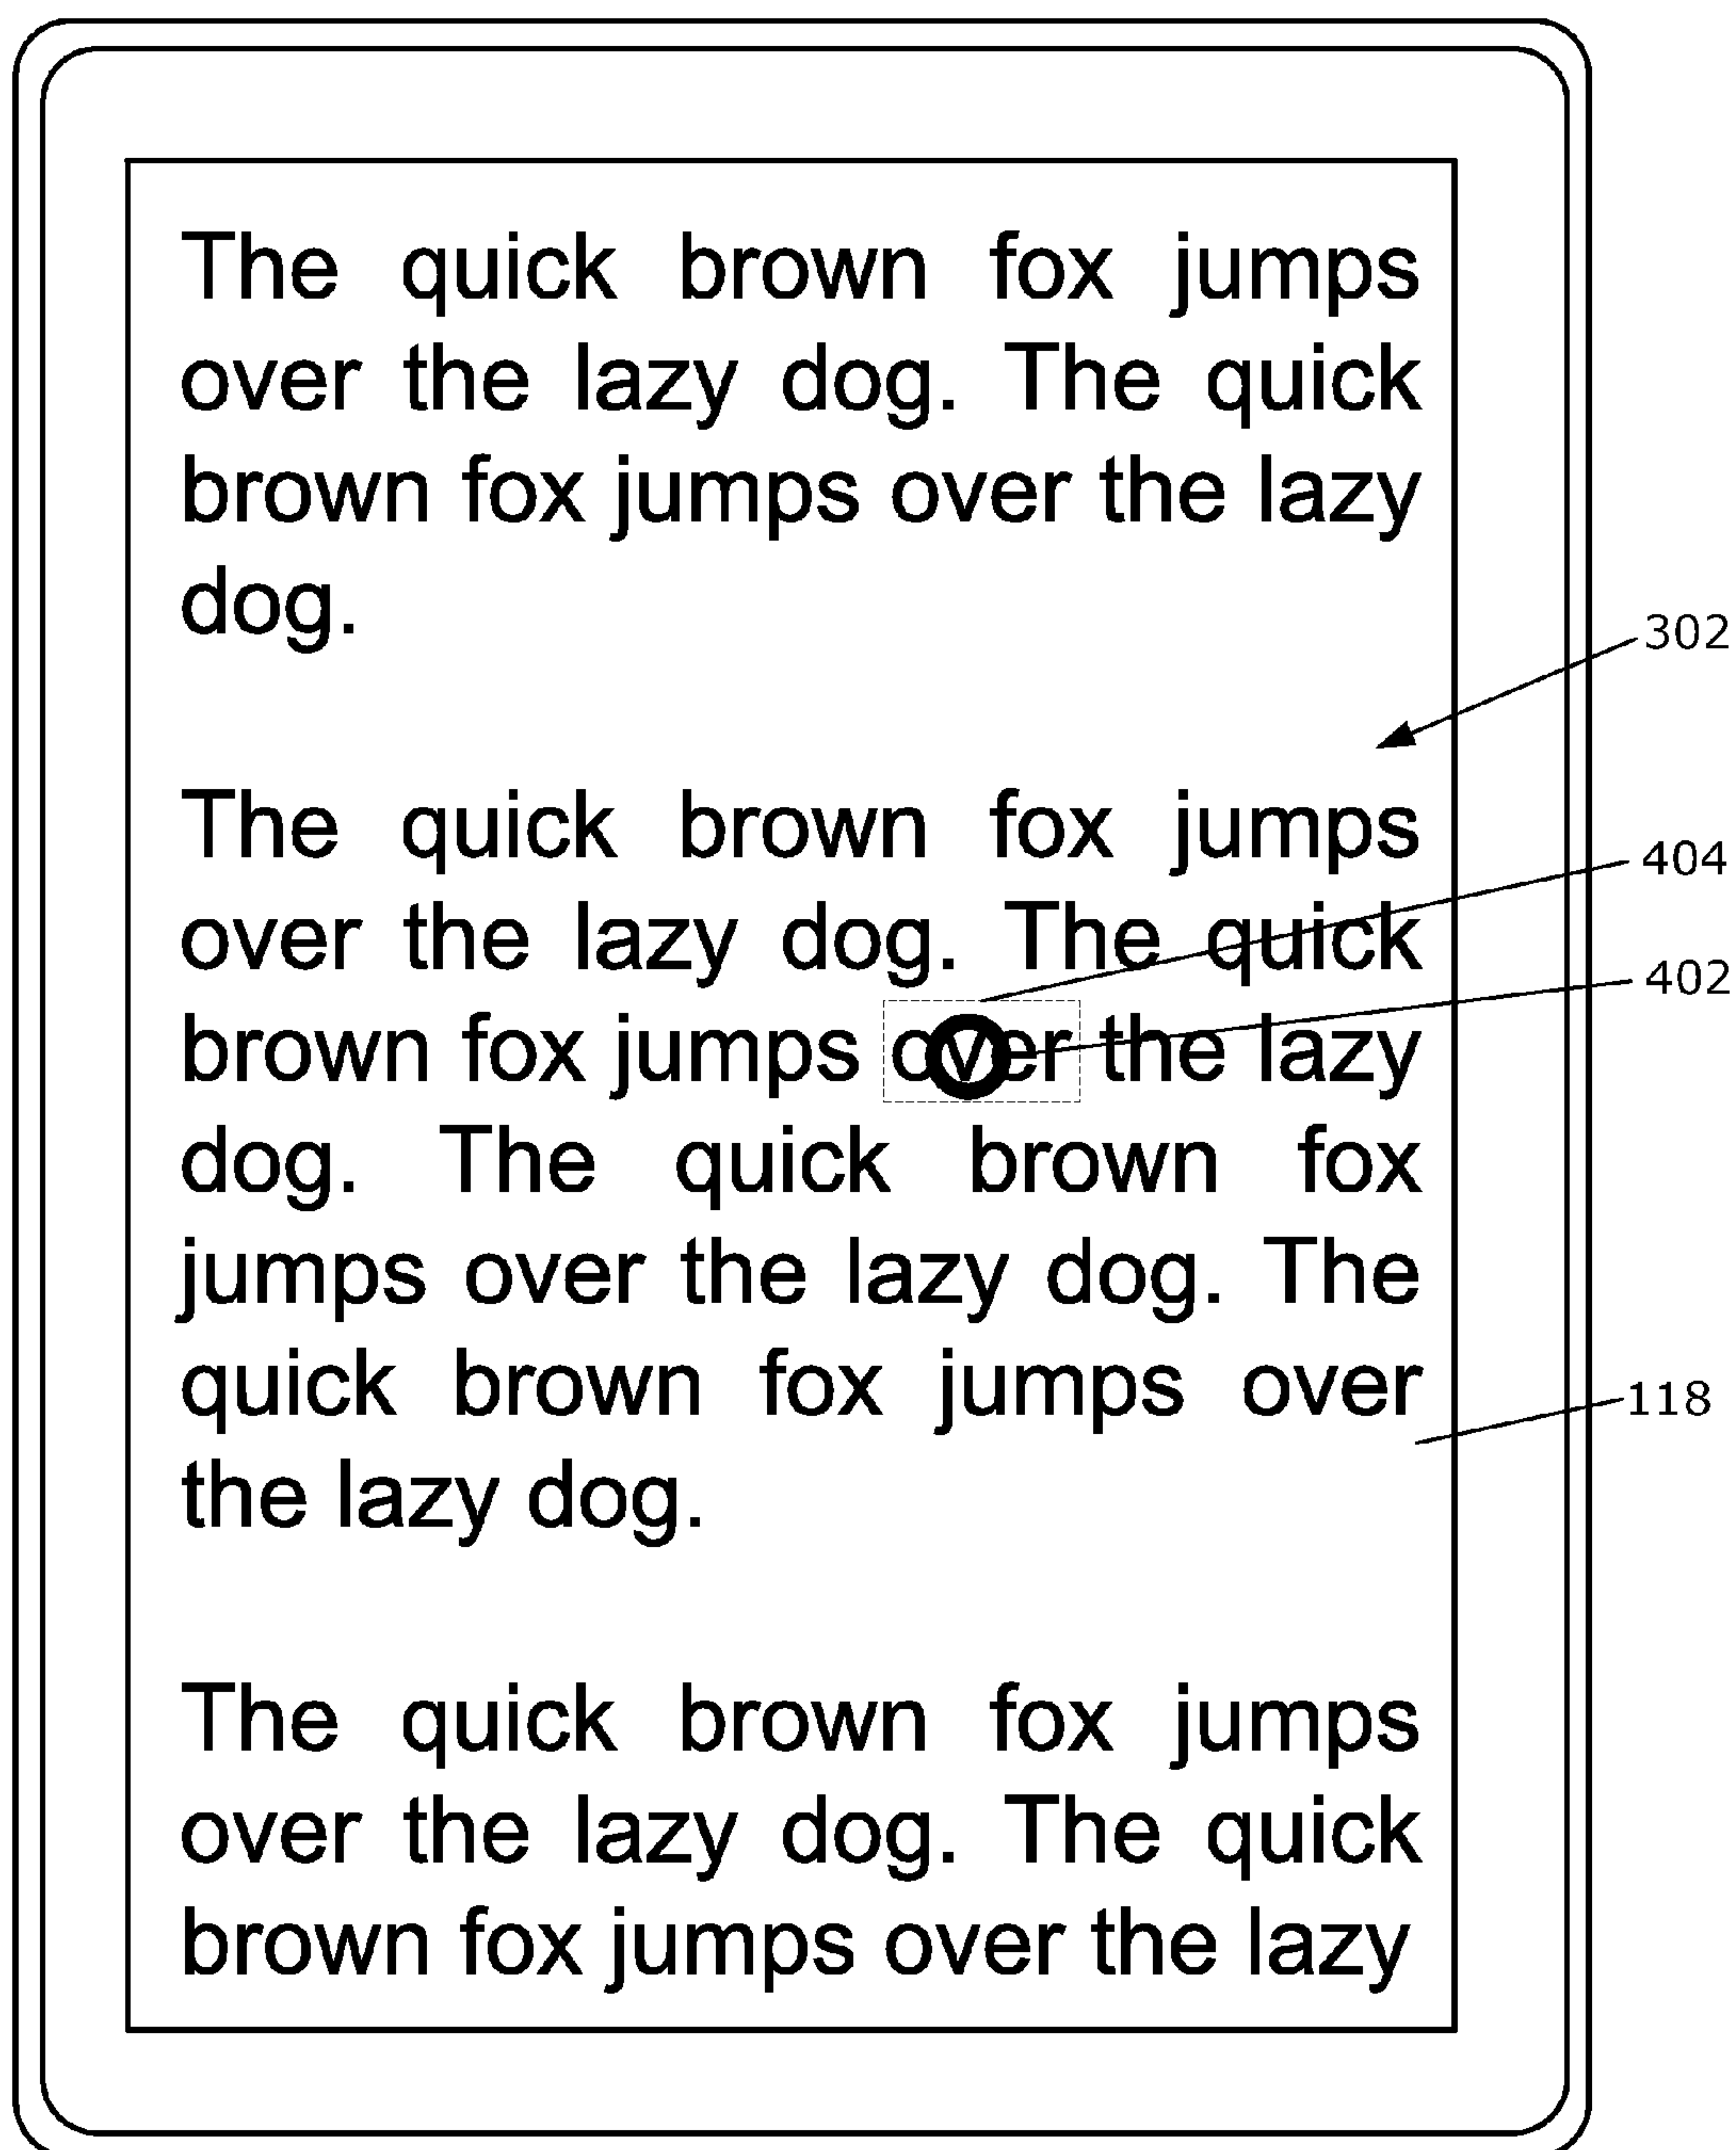 The quick brown fox jumps
over the lazy dog. The quick
brown fox jumps over the lazy
dog.
302
The quick brown fox jumps
404
over the lazy dog. The quick
402
brown fox jumps over the lazy
dog. The quick brown fox
jumps over the lazy dog. The
quick brown fox jumps over
118
the lazy dog.
The quick brown fox jumps
over the lazy dog. The quick
brown fox jumps over the lazy